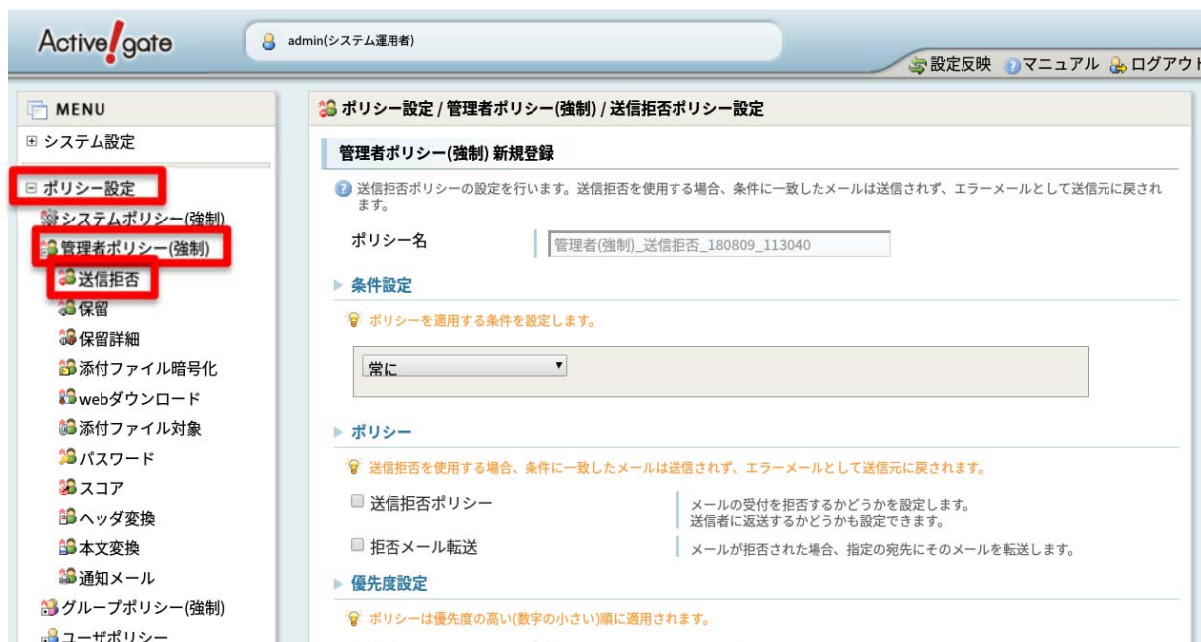 Active!gate
admin(システム運用者)
設定反映 マニュアル ログアウト
MENU
システム設定
ポリシー設定
システムポリシー(強制)
管理者ポリシー(強制)
送信拒否
保留
保留詳細
添付ファイル暗号化
webダウンロード
添付ファイル対象
パスワード
スコア
ヘッダ変換
本文変換
通知メール
グループポリシー(強制)
ユーザポリシー
ポリシー設定 / 管理者ポリシー(強制) / 送信拒否ポリシー設定
管理者ポリシー(強制) 新規登録
送信拒否ポリシーの設定を行います。送信拒否を使用する場合、条件に一致したメールは送信されず、エラーメールとして送信元に戻され
ます。
ポリシー名
管理者(強制)_送信拒否_180809_113040
条件設定
ポリシーを適用する条件を設定します。
常に
ポリシー
送信拒否を使用する場合、条件に一致したメールは送信されず、エラーメールとして送信元に戻されます。
送信拒否ポリシー
メールの受付を拒否するかどうかを設定します。
送信者に返送するかどうかも設定できます。
拒否メール転送
メールが拒否された場合、指定の宛先にそのメールを転送します。
優先度設定
ポリシーは優先度の高い(数字の小さい)順に適用されます。